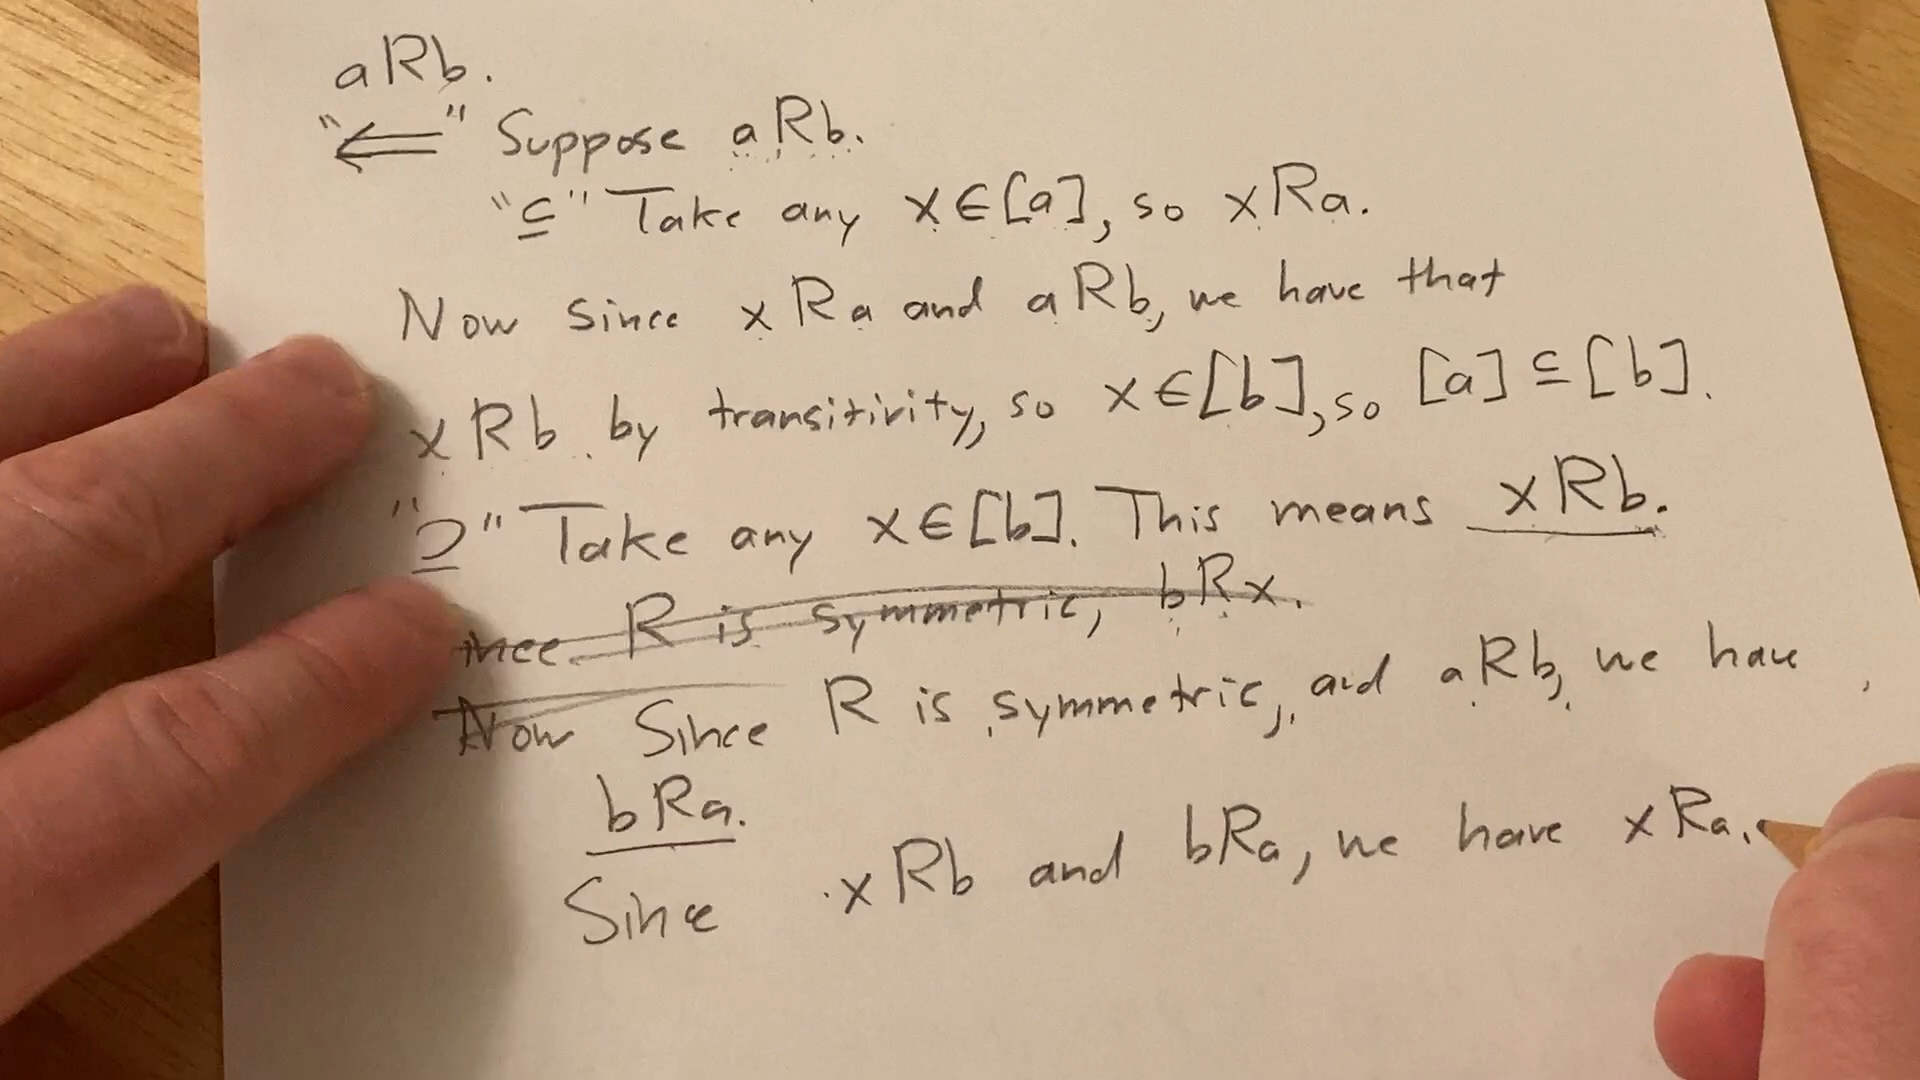 aRb.
"⟸" Suppose aRb.
"⊆" Take any x∈[a], so xRa.
Now since xRa and aRb, we have that
xRb by transitivity, so x∈[b], so [a]⊆[b].
"⊇" Take any x∈[b]. This means xRb.
R is symmetric, bRx.
Now Since R is symmetric, and aRb, we have
bRa.
Since xRb and bRa, we have xRa.